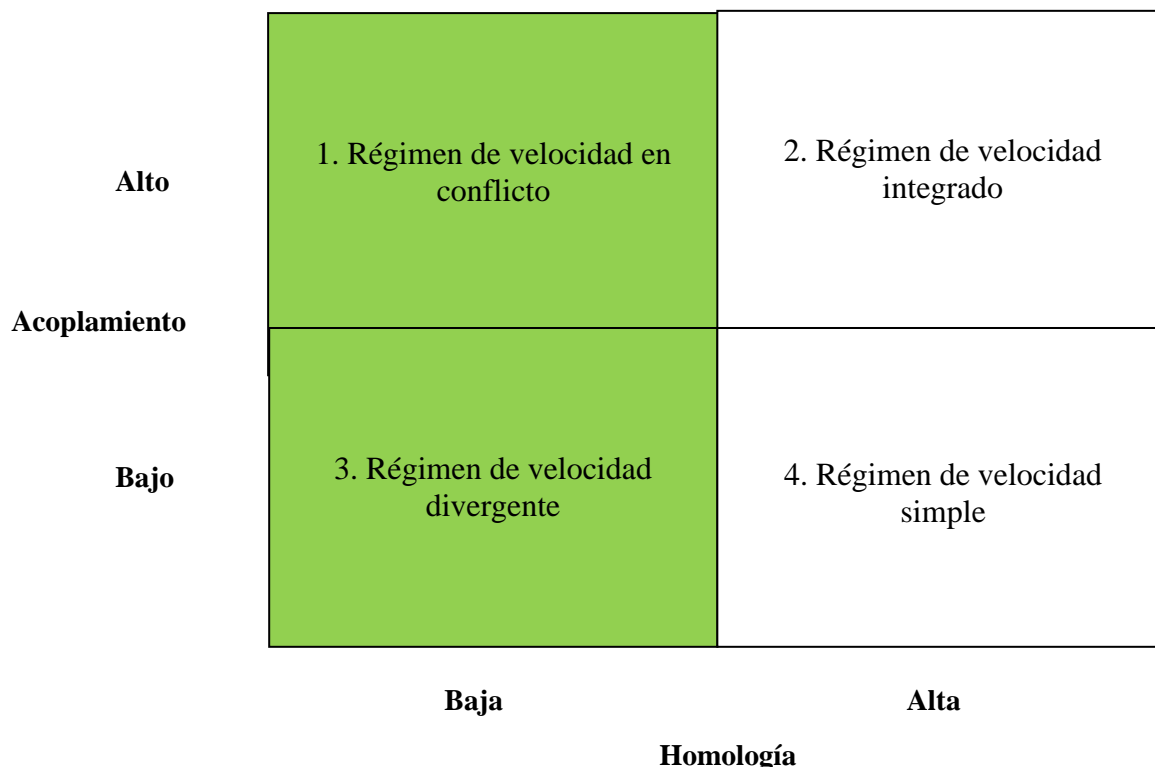 1. Régimen de velocidad en
conflicto
2. Régimen de velocidad
integrado
Alto
Acoplamiento
3. Régimen de velocidad
divergente
4. Régimen de velocidad
simple
Bajo
Baja
Alta
Homología